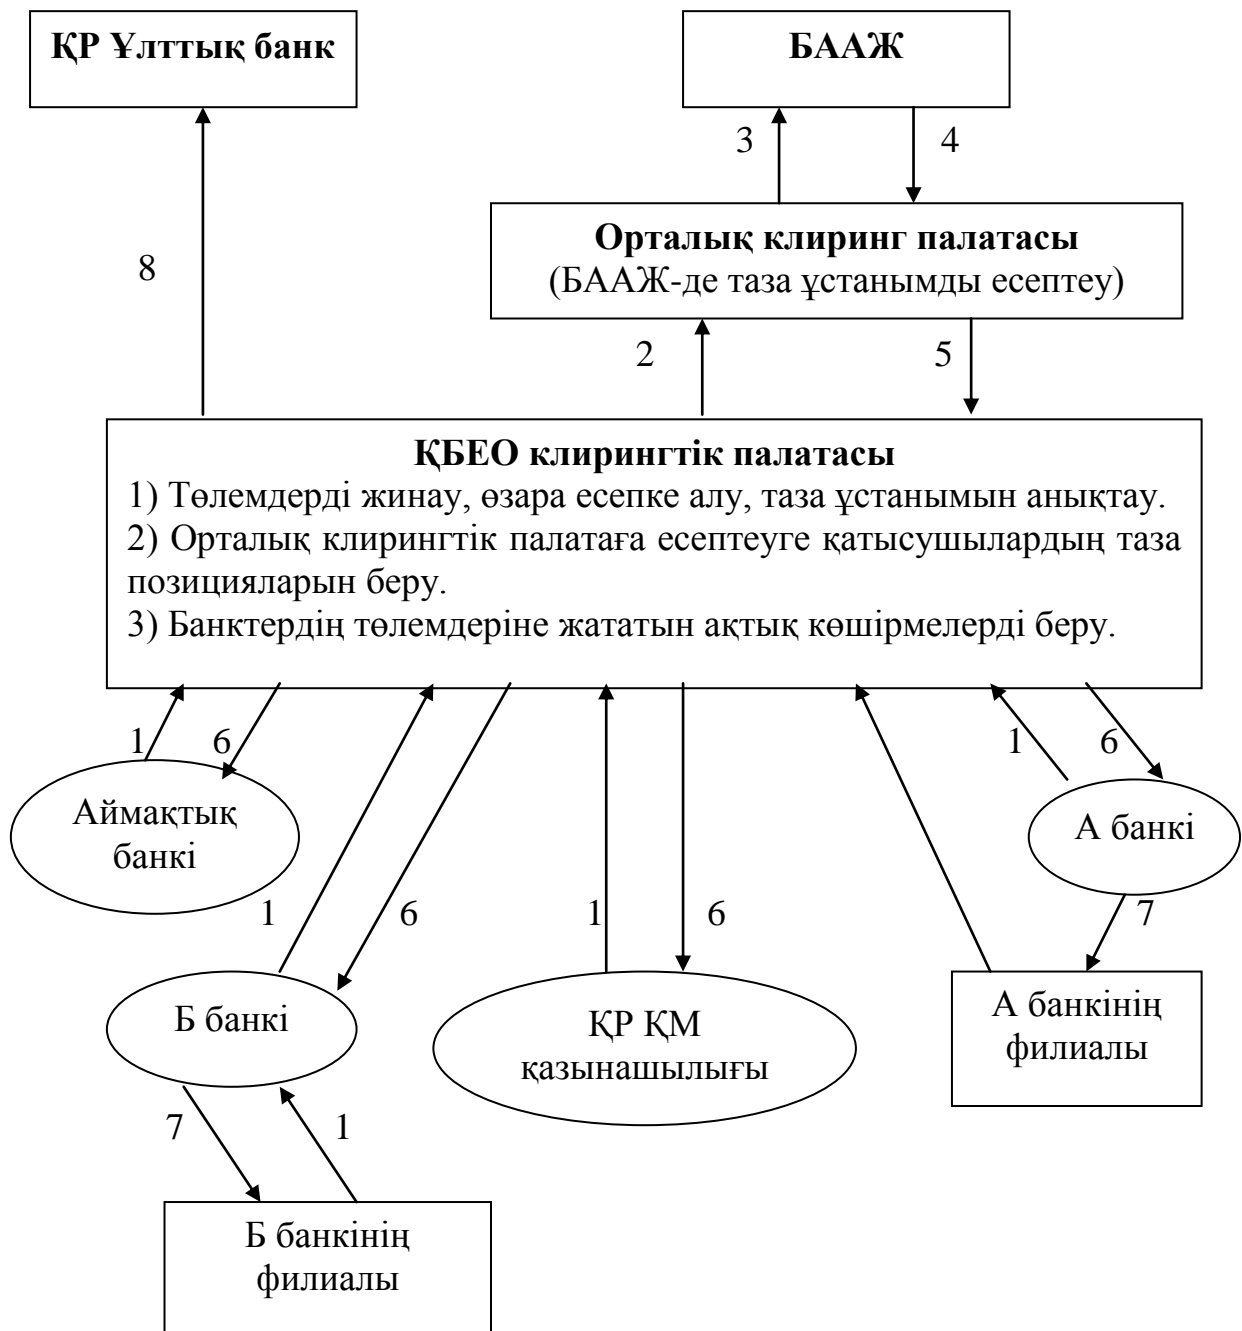 ҚР Ұлттық банк
БААЖ
3
4
Орталық клиринг палатасы
(БААЖ-де таза ұстанымды есептеу)
8
2
5
ҚБЕО клирингтік палатасы
1) Төлемдерді жинау, өзара есепке алу, таза ұстанымын анықтау.
2) Орталық клирингтік палатаға есептеуге қатысушылардың таза
позицияларын беру.
3) Банктердің төлемдеріне жататын ақтық көшірмелерді беру.
1
6
1
6
Аймақтық
банкі
А банкі
1
6
1
6
7
Б банкі
ҚР ҚМ
қазынашылығы
А банкінің
филиалы
7
1
Б банкінің
филиалы